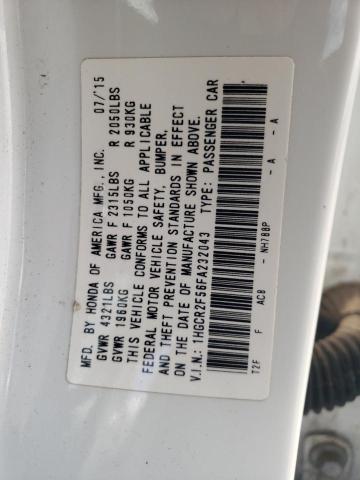 MFD. BY HONDA OF AMERICA MFG., INC. 07/'15
GVWR 4321LBS GAWR F 2315LBS R 2050LBS
GVWR 1960KG GAWR F 1050KG R 930KG
THIS VEHICLE CONFORMS TO ALL APPLICABLE
FEDERAL MOTOR VEHICLE SAFETY, BUMPER,
AND THEFT PREVENTION STANDARDS IN EFFECT
ON THE DATE OF MANUFACTURE SHOWN ABOVE.
V.I.N.: 1HGCR2F56FA232043 TYPE: PASSENGER CAR
T2F F AC8 - NH788P - A - A